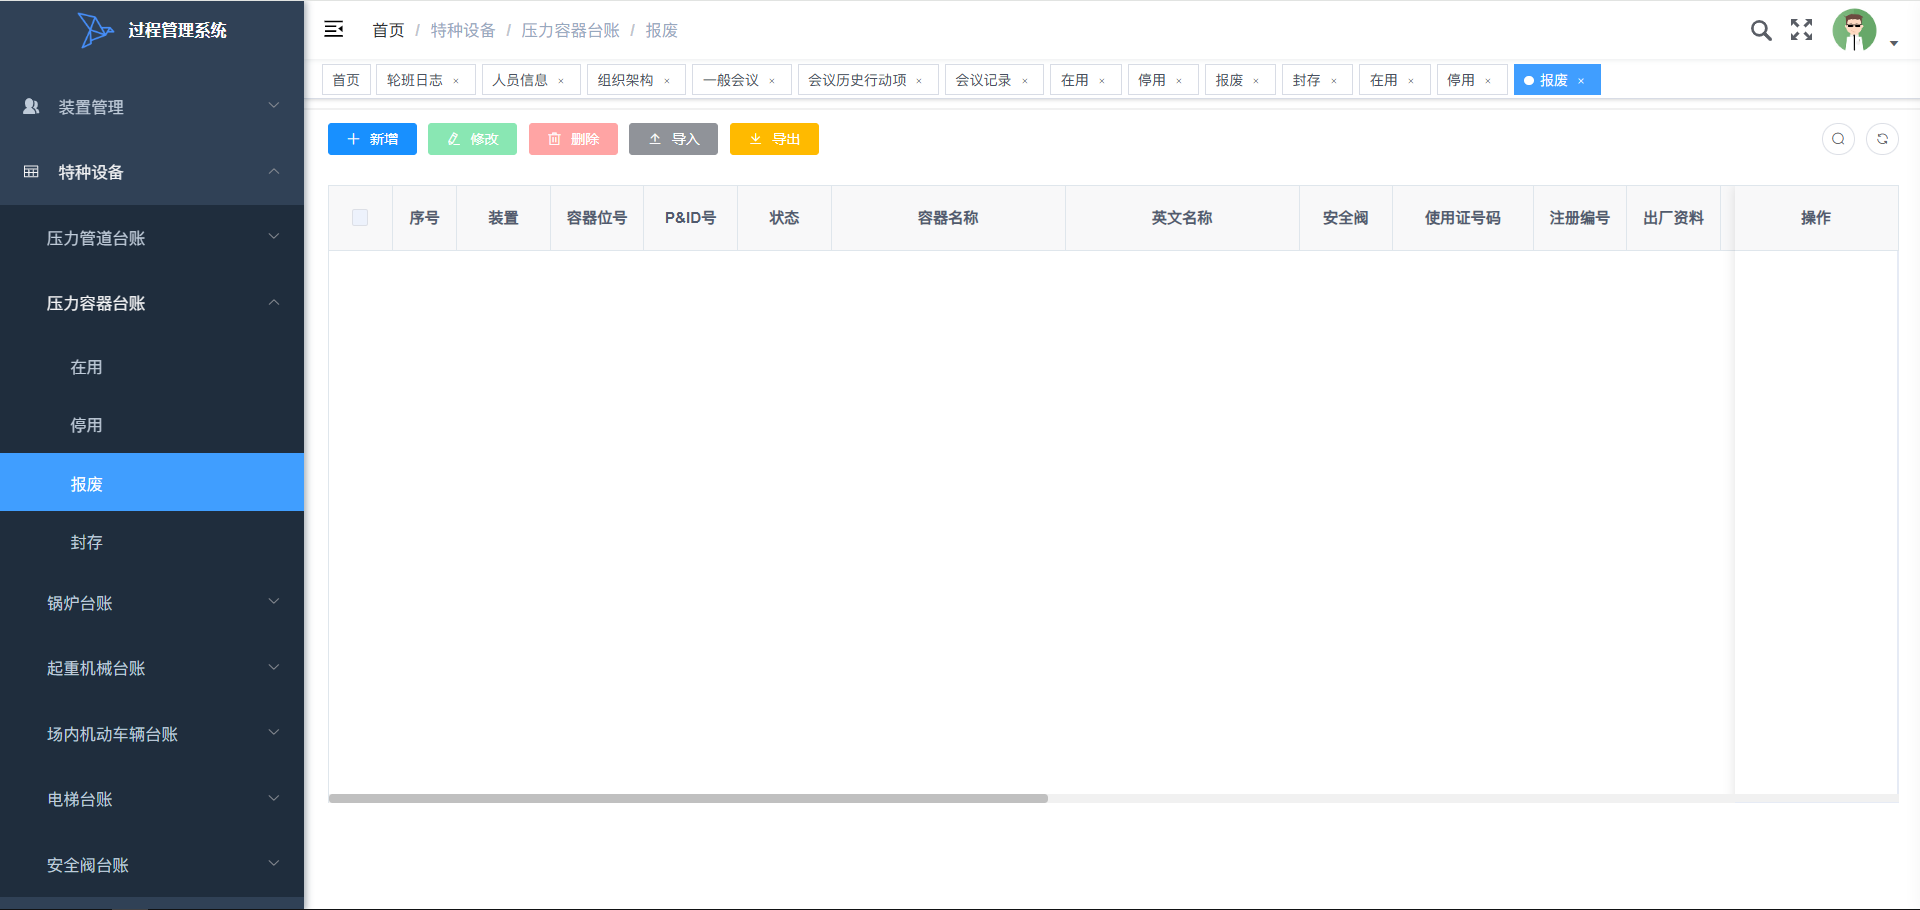 过程管理系统
首页 / 特种设备 / 压力容器台账 / 报废
首页 轮班日志 × 人员信息 × 组织架构 × 一般会议 × 会议历史行动项 × 会议记录 × 在用 × 停用 × 报废 × 封存 × 在用 × 停用 × 报废 ×
装置管理
特种设备
压力管道台账
压力容器台账
在用
停用
报废
封存
锅炉台账
起重机械台账
场内机动车辆台账
电梯台账
安全阀台账
新增 修改 删除 导入 导出
序号 装置 容器位号 P&ID号 状态 容器名称 英文名称 安全阀 使用证号码 注册编号 出厂资料 操作